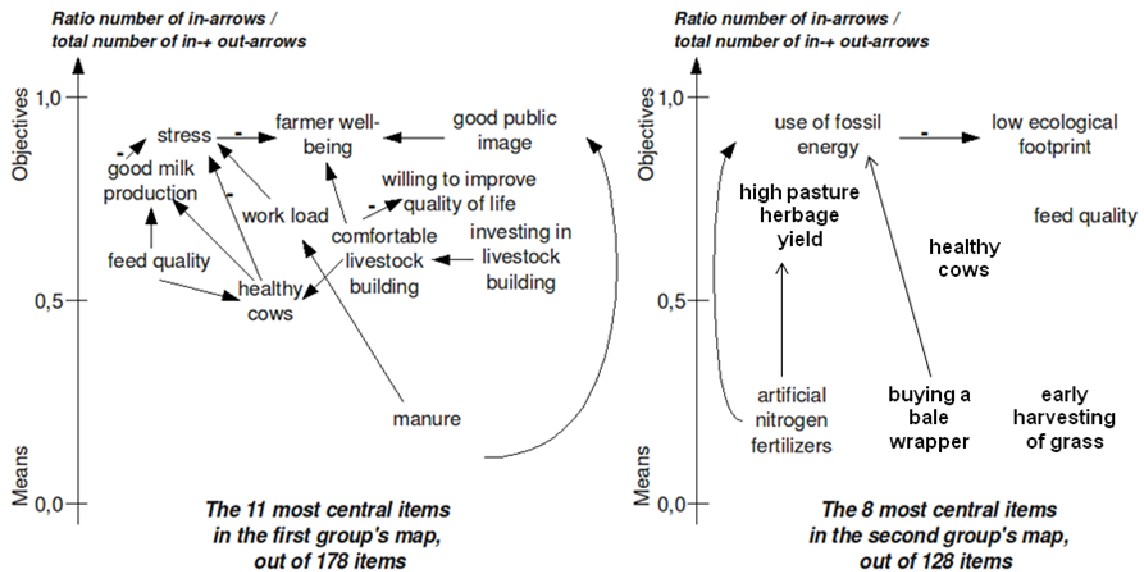 Ratio number of in-arrows /
total number of in-+ out-arrows
Objectives
Means
1,0
0,5
0,0
stress
-
farmer well-
being
good public
image
-
good milk
production
-
willing to improve
quality of life
-
work load
comfortable
livestock
building
investing in
livestock
building
feed quality
healthy
cows
manure
The 11 most central items
in the first group's map,
out of 178 items
Ratio number of in-arrows /
total number of in-+ out-arrows
Objectives
Means
1,0
0,5
0,0
use of fossil
energy
-
low ecological
footprint
high pasture
herbage
yield
feed quality
healthy
cows
artificial
nitrogen
fertilizers
buying a
bale
wrapper
early
harvesting
of grass
The 8 most central items
in the second group's map,
out of 128 items